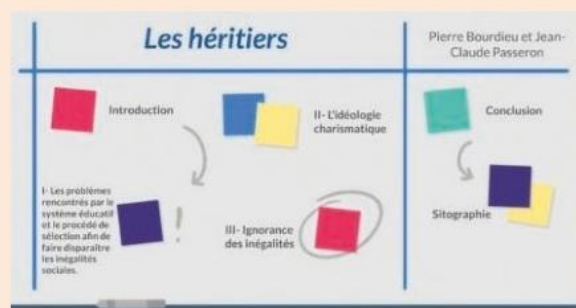 Les héritiers
Pierre Bourdieu et Jean-
Claude Passeron
Introduction
I- Les problèmes
rencontrés par le
système éducatif
et le procédé de
sélection afin de
faire disparaître
les inégalités
sociales.
II- L'idéologie
charismatique
III- Ignorance
des inégalités
Conclusion
Sitographie